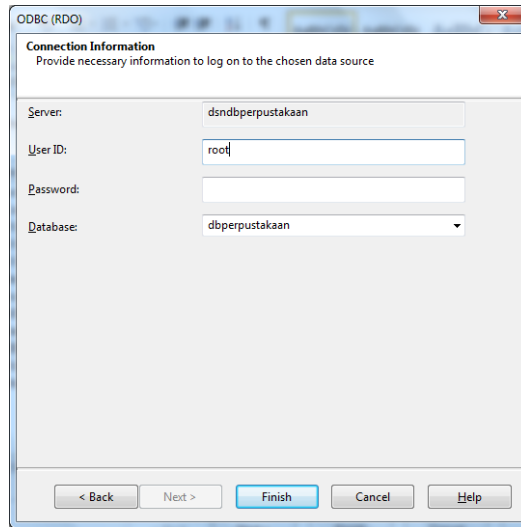 ODBC (RDO)
Connection Information
Provide necessary information to log on to the chosen data source
Server: dsndbperpustakaan
User ID: root
Password:
Database: dbperpustakaan
< Back Next > Finish Cancel Help